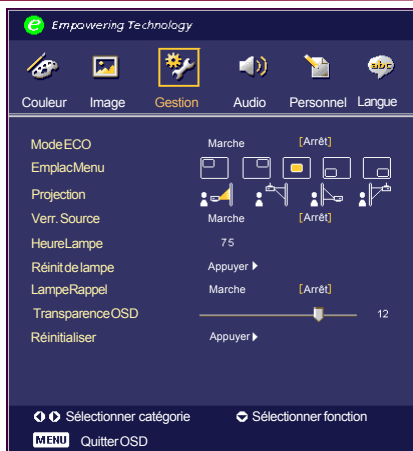 e Empowering Technology
abc
Couleur Image Gestion Audio Personnel Langue
Mode ECO Marche [Arrêt]
EmplacMenu
Projection
Verr. Source Marche [Arrêt]
HeureLampe 75
Réinit de lampe Appuyer
LampeRappel Marche [Arrêt]
Transparence OSD 12
Réinitialiser Appuyer
Sélectionner catégorie Sélectionner fonction
MENU Quitter OSD